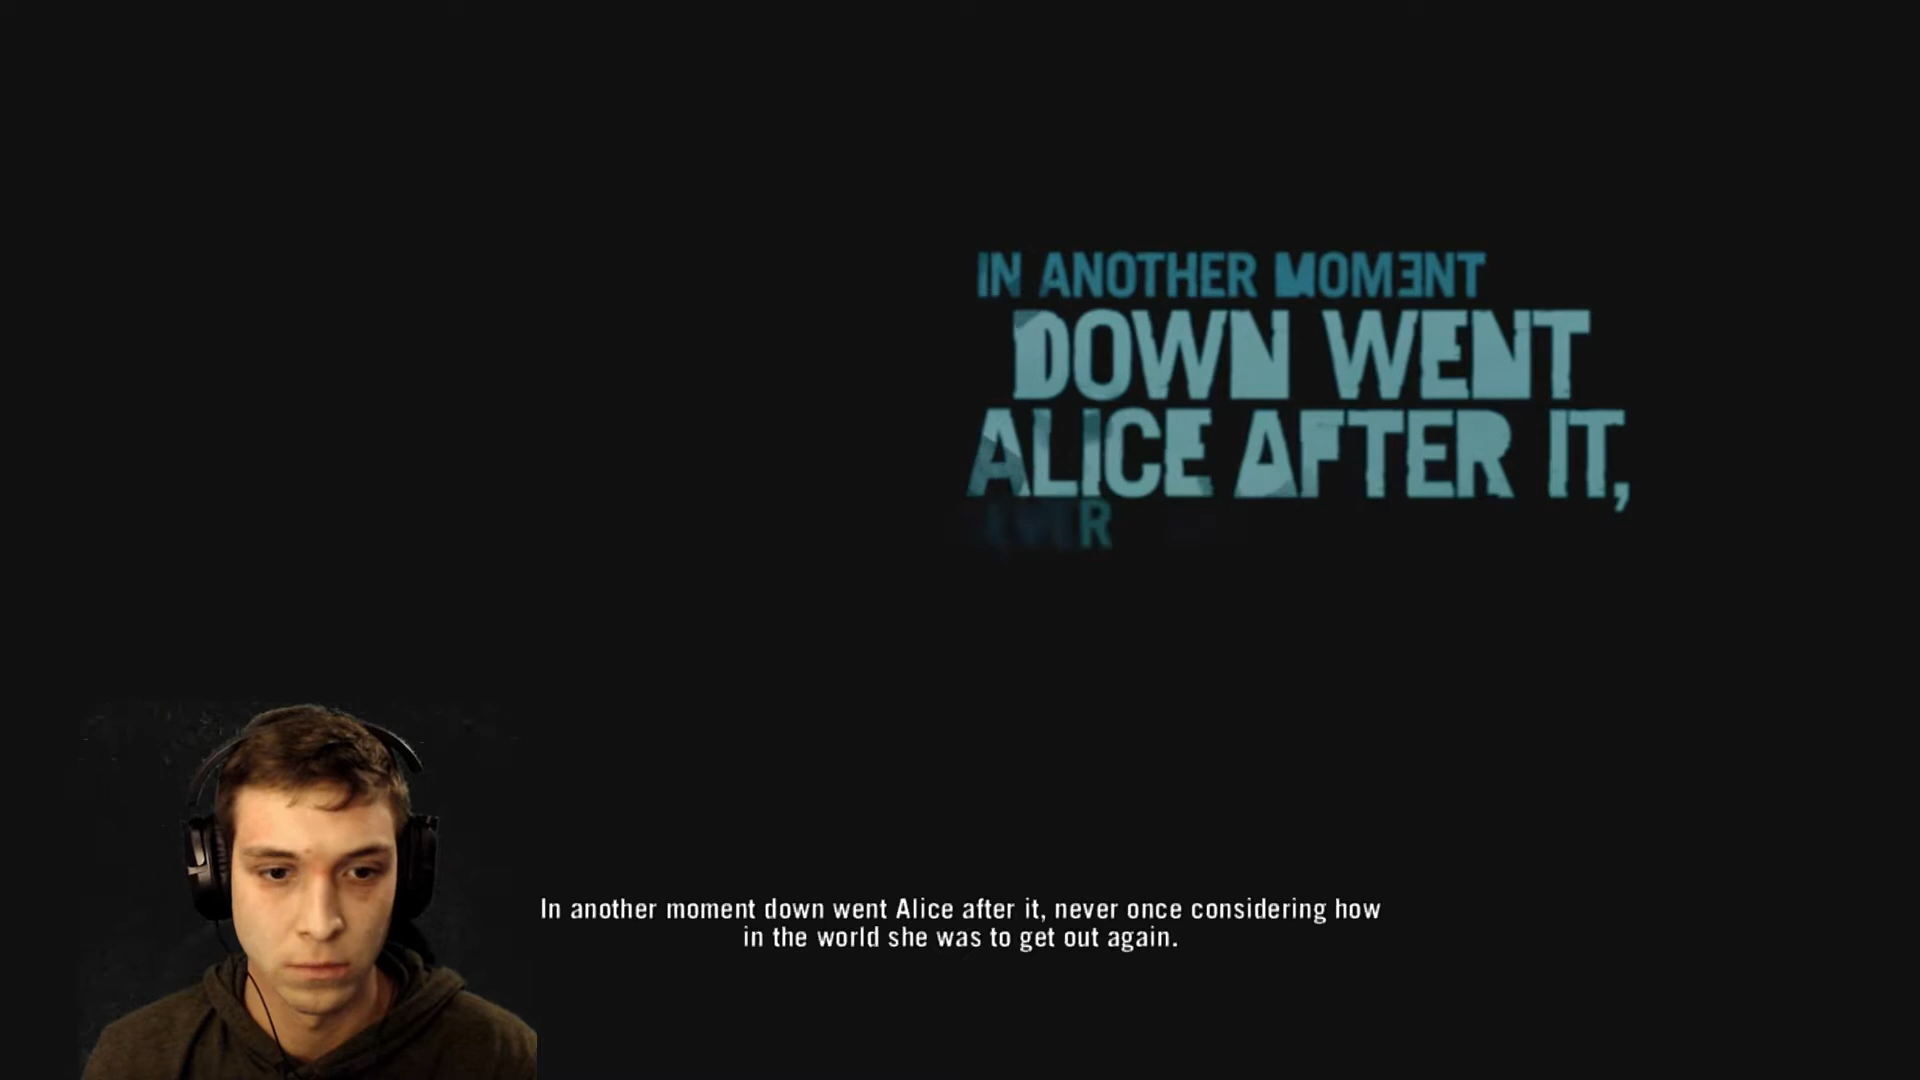 IN ANOTHER MOMENT
DOWN WENT
ALICE AFTER IT,
In another moment down went Alice after it, never once considering how
in the world she was to get out again.